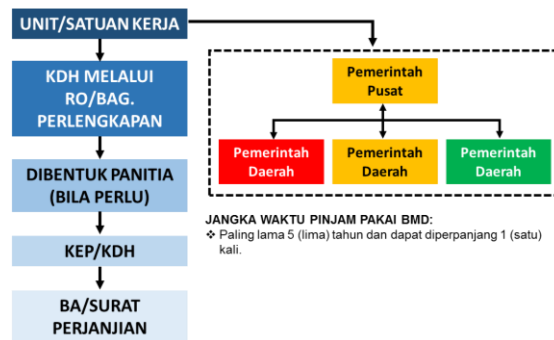 UNIT/SATUAN KERJA
KDH MELALUI
RO/BAG.
PERLENGKAPAN
DIBENTUK PANITIA
(BILA PERLU)
KEP/KDH
BA/SURAT
PERJANJIAN
Pemerintah
Pusat
Pemerintah
Daerah
Pemerintah
Daerah
Pemerintah
Daerah
JANGKA WAKTU PINJAM PAKAI BMD:
❖ Paling lama 5 (lima) tahun dan dapat diperpanjang 1 (satu)
kali.